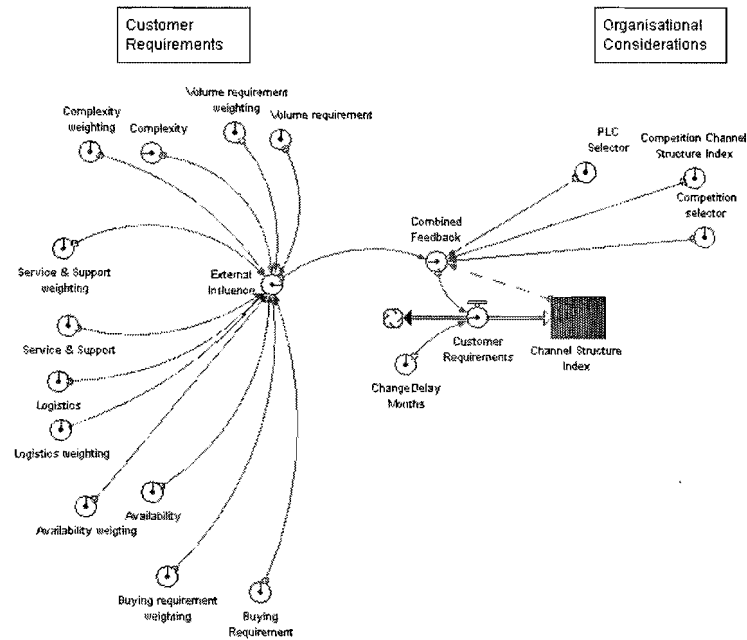 Customer
Requirements
Organisational
Considerations
Volume requirement
weighting
Volume requirement
Complexity
weighting
Complexity
PLC
Selector
Competition Channel
Structure Index
Competition
selector
Combined
Feedback
Service & Support
weighting
External
Influence
Service & Support
Customer
Requirements
Channel Structure
Index
Change Delay
Months
Logistics
Logistics weighting
Availability weigting
Availability
Buying requirement
weighting
Buying
Requirement